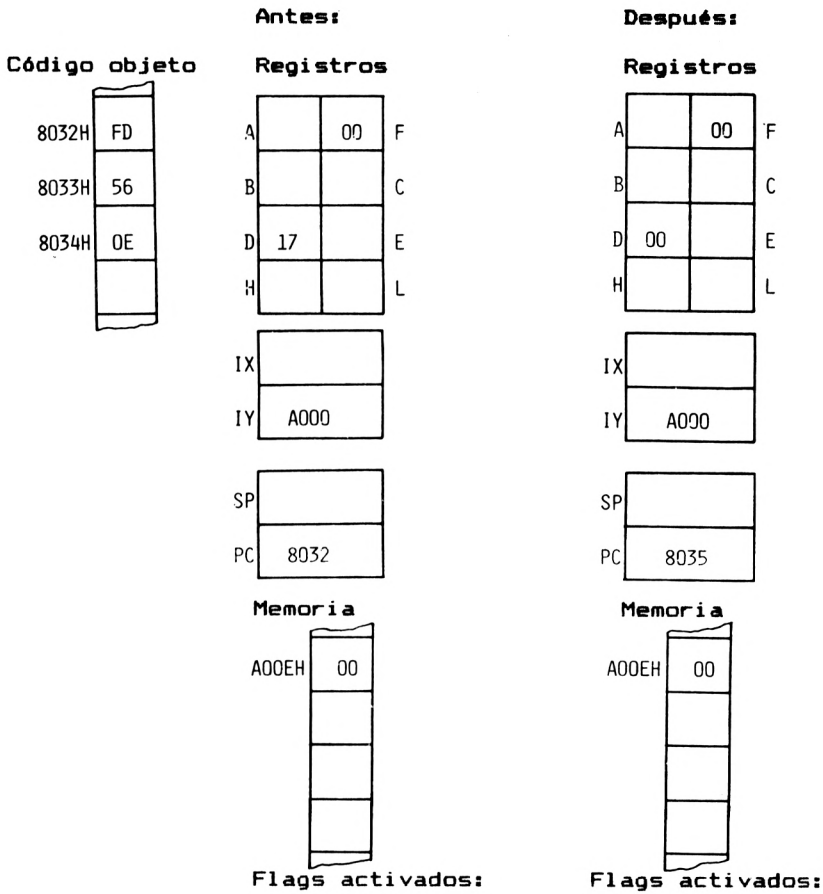 Antes: Después:
Código objeto Registros Registros
8032H FD A 00 F A 00 F
8033H 56 B C B C
8034H 0E D 17 E D 00 E
H L H L
IX IX
IY A000 IY A000
SP SP
PC 8032 PC 8035
Memoria Memoria
A00EH 00 A00EH 00
Flags activados: Flags activados: